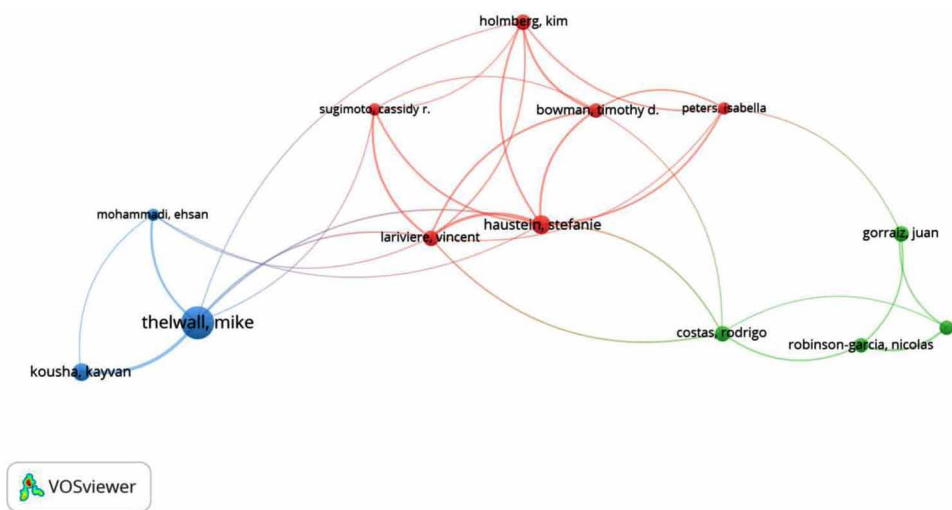 holmberg, kim
sugimoto, cassidy r.
bowman, timothy d.
peters, isabella
mohammadi, ehsan
lariviere, vincent
haustein, stefanie
gorraiz, juan
thelwall, mike
costas, rodrigo
robinson-garcia, nicolas
kousha, kayvan
VOSviewer